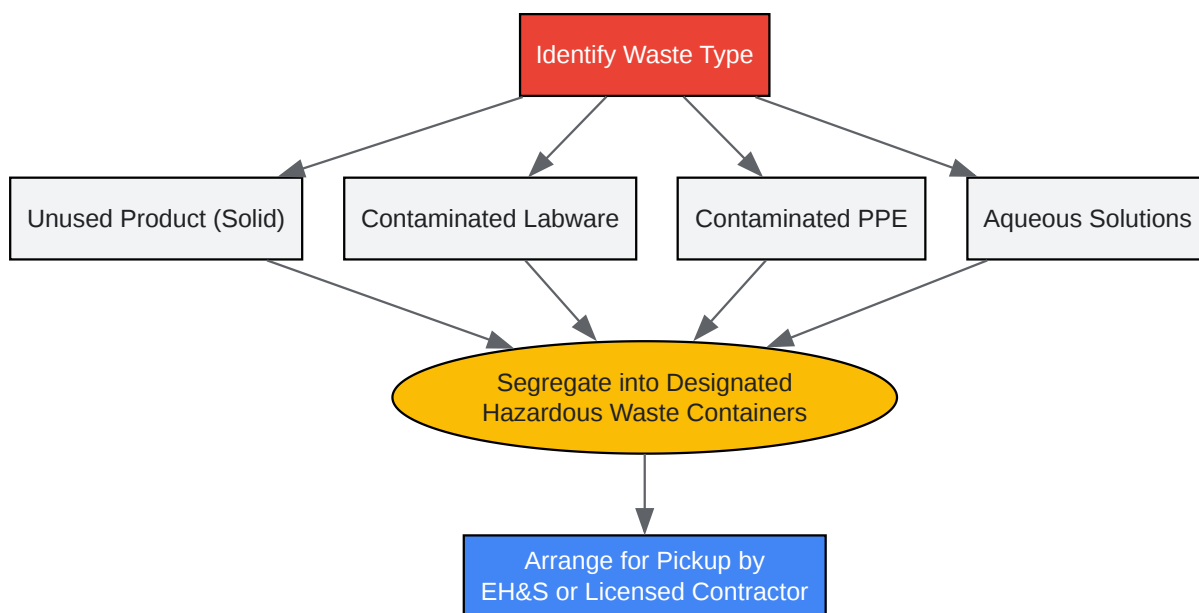 Identify Waste Type
Unused Product (Solid)
Contaminated Labware
Contaminated PPE
Aqueous Solutions
Segregate into Designated
Hazardous Waste Containers
Arrange for Pickup by
EH&S or Licensed Contractor